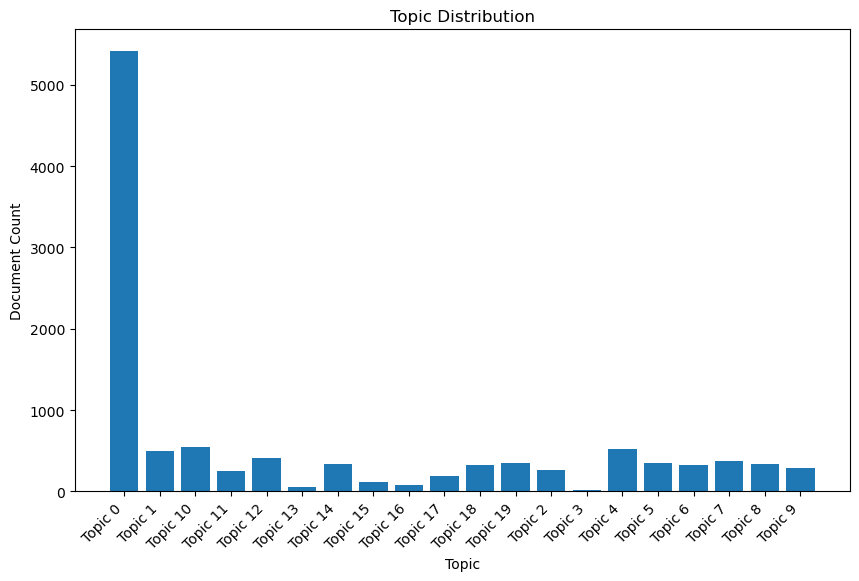 Topic Distribution
Document Count
5000
4000
3000
2000
1000
0
Topic 0
Topic 1
Topic 10
Topic 11
Topic 12
Topic 13
Topic 14
Topic 15
Topic 16
Topic 17
Topic 18
Topic 19
Topic 2
Topic 3
Topic 4
Topic 5
Topic 6
Topic 7
Topic 8
Topic 9
Topic